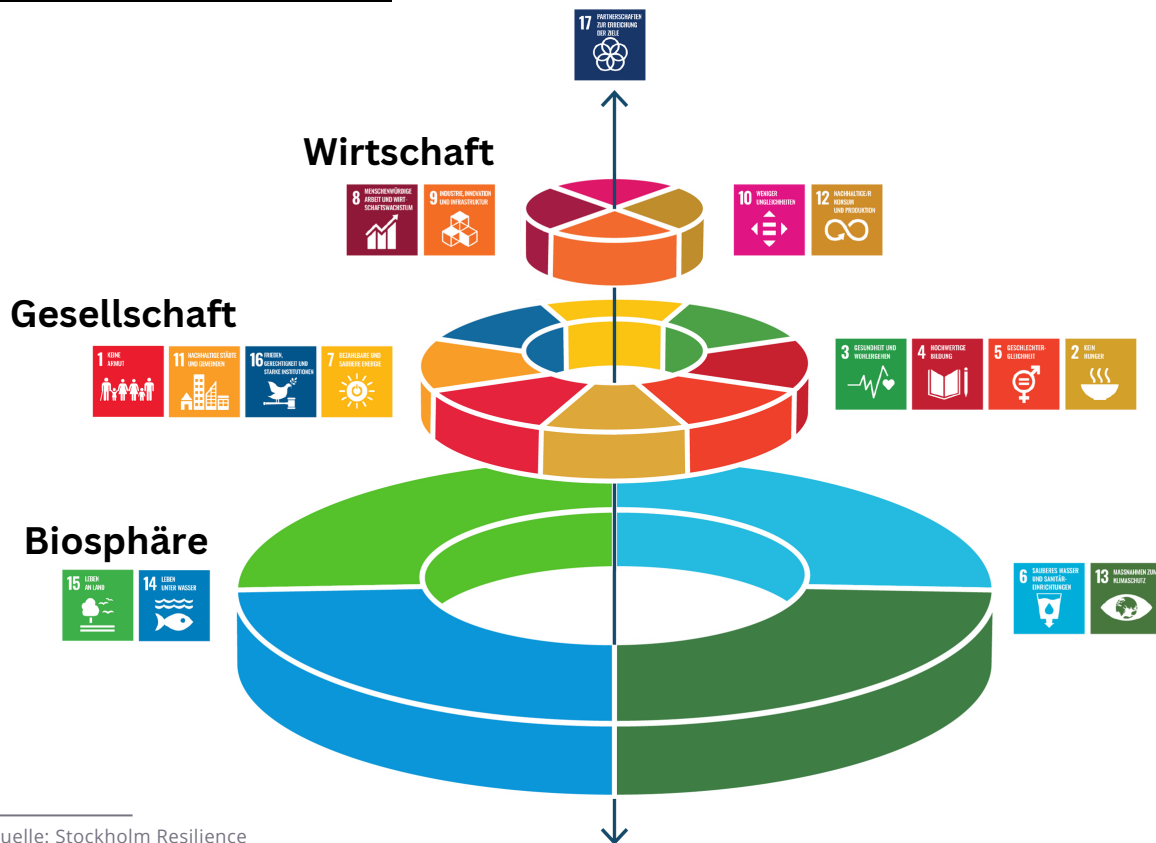 17 PARTNERSCHAFTEN
ZUR ERREICHUNG
DER ZIELE
Wirtschaft
8 MENSCHENWÜRDIGE
ARBEIT UND WIRT-
SCHAFTSWACHSTUM
9 INDUSTRIE, INNOVATION
UND INFRASTRUKTUR
10 WENIGER
UNGLEICHHEITEN
12 NACHHALTIGE/R
KONSUM
UND PRODUKTION
Gesellschaft
1 KEINE
ARMUT
11 NACHHALTIGE STÄDTE
UND GEMEINDEN
16 FRIEDEN,
GERECHTIGKEIT UND
STARKE INSTITUTIONEN
7 BEZAHLBARE UND
SAUBERE ENERGIE
3 GESUNDHEIT UND
WOHLERGEHEN
4 HOCHWERTIGE
BILDUNG
5 GESCHLECHTER-
GLEICHHEIT
2 KEIN
HUNGER
Biosphäre
15 LEBEN
AN LAND
14 LEBEN
UNTER WASSER
6 SAUBERES WASSER
UND SANITÄR-
EINRICHTUNGEN
13 MASSNAHMEN ZUM
KLIMASCHUTZ
uelle: Stockholm Resilience